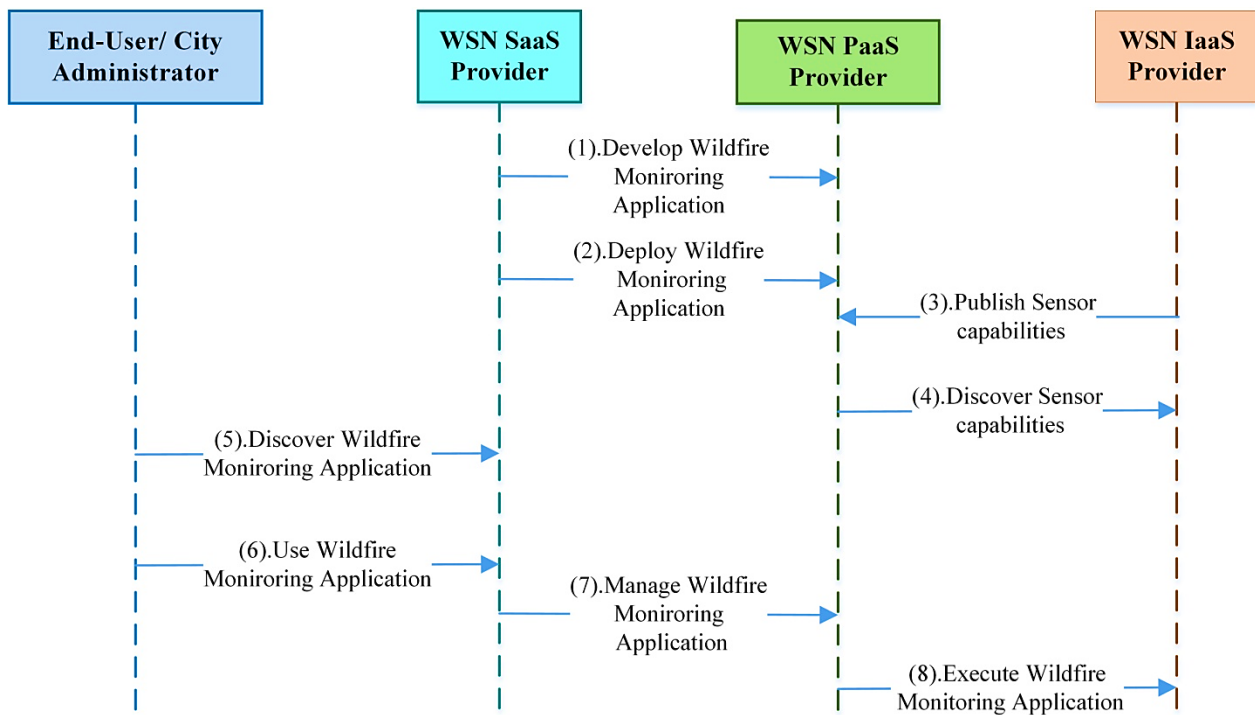 End-User/ City
Administrator
WSN SaaS
Provider
WSN PaaS
Provider
WSN IaaS
Provider
(1).Develop Wildfire
Moniroring
Application
(2).Deploy Wildfire
Moniroring
Application
(3).Publish Sensor
capabilities
(4).Discover Sensor
capabilities
(5).Discover Wildfire
Moniroring Application
(6).Use Wildfire
Moniroring Application
(7).Manage Wildfire
Moniroring
Application
(8).Execute Wildfire
Monitoring Application